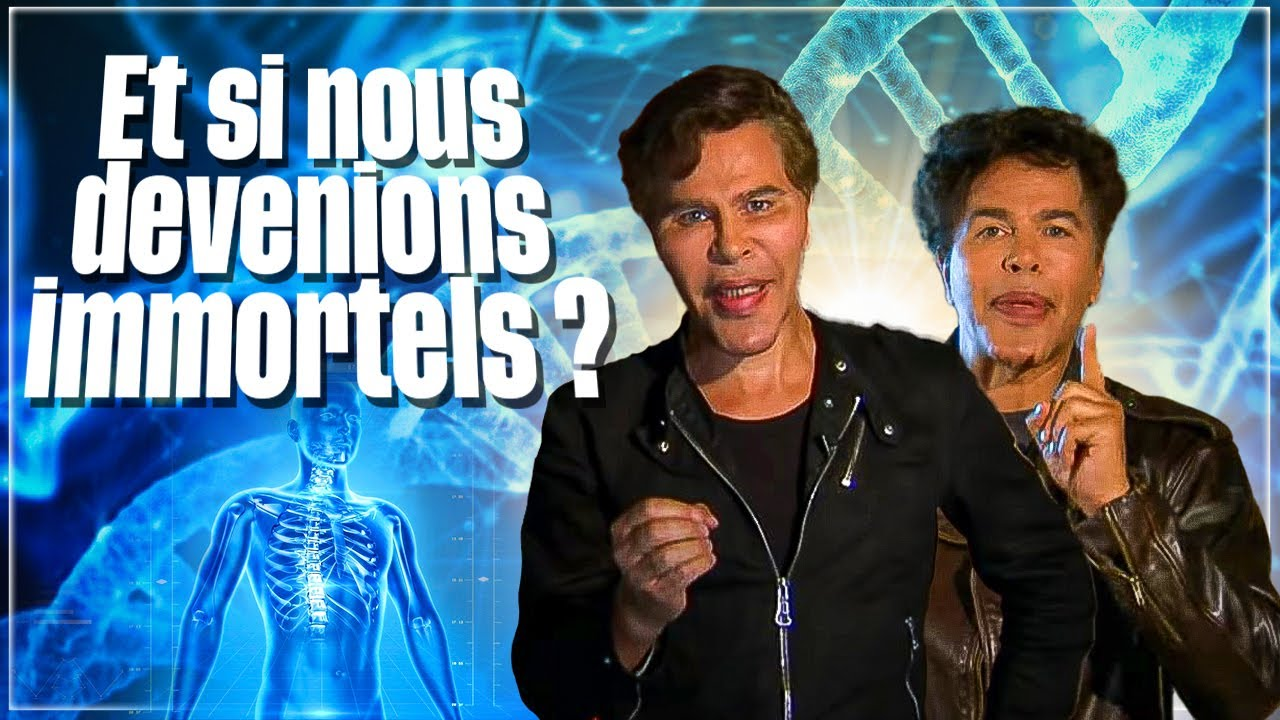 Et si nous
devenions
immortels ?